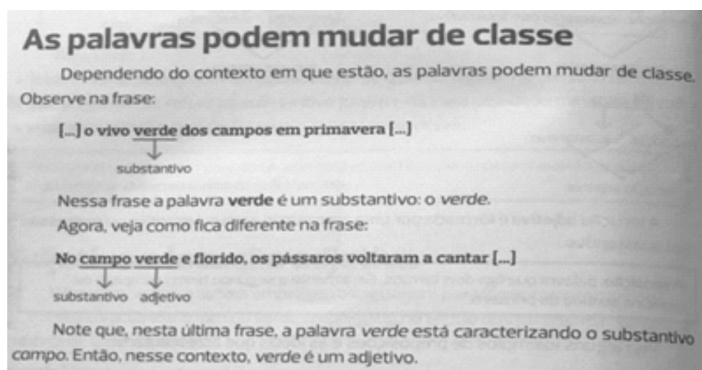 As palavras podem mudar de classe
Dependendo do contexto em que estão, as palavras podem mudar de classe.
Observe na frase:
[...] o vivo verde dos campos em primavera [...]
substantivo
Nessa frase a palavra verde é um substantivo: o verde.
Agora, veja como fica diferente na frase:
No campo verde e florido, os pássaros voltaram a cantar [...]
substantivo adjetivo
Note que, nesta última frase, a palavra verde está caracterizando o substantivo
campo. Então, nesse contexto, verde é um adjetivo.